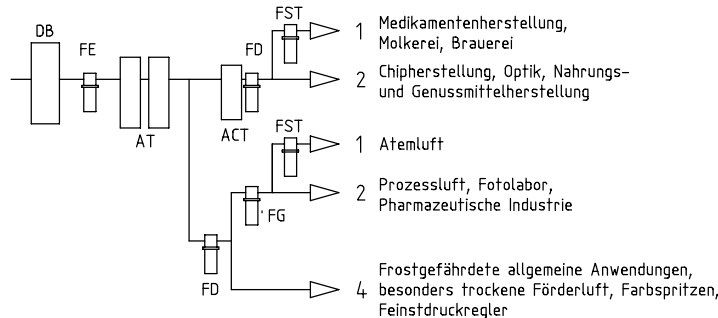 FST
DB
FE
FD
1 Medikamentenherstellung,
Molkerei, Brauerei
2 Chipherstellung, Optik, Nahrungs-
und Genussmittelherstellung
AT
ACT
FST
1 Atemluft
2 Prozessluft, Fotolabor,
Pharmazeutische Industrie
FG
FD
4 Frostgefährdete allgemeine Anwendungen,
besonders trockene Förderluft, Farbspritzen,
Feinstdruckregler